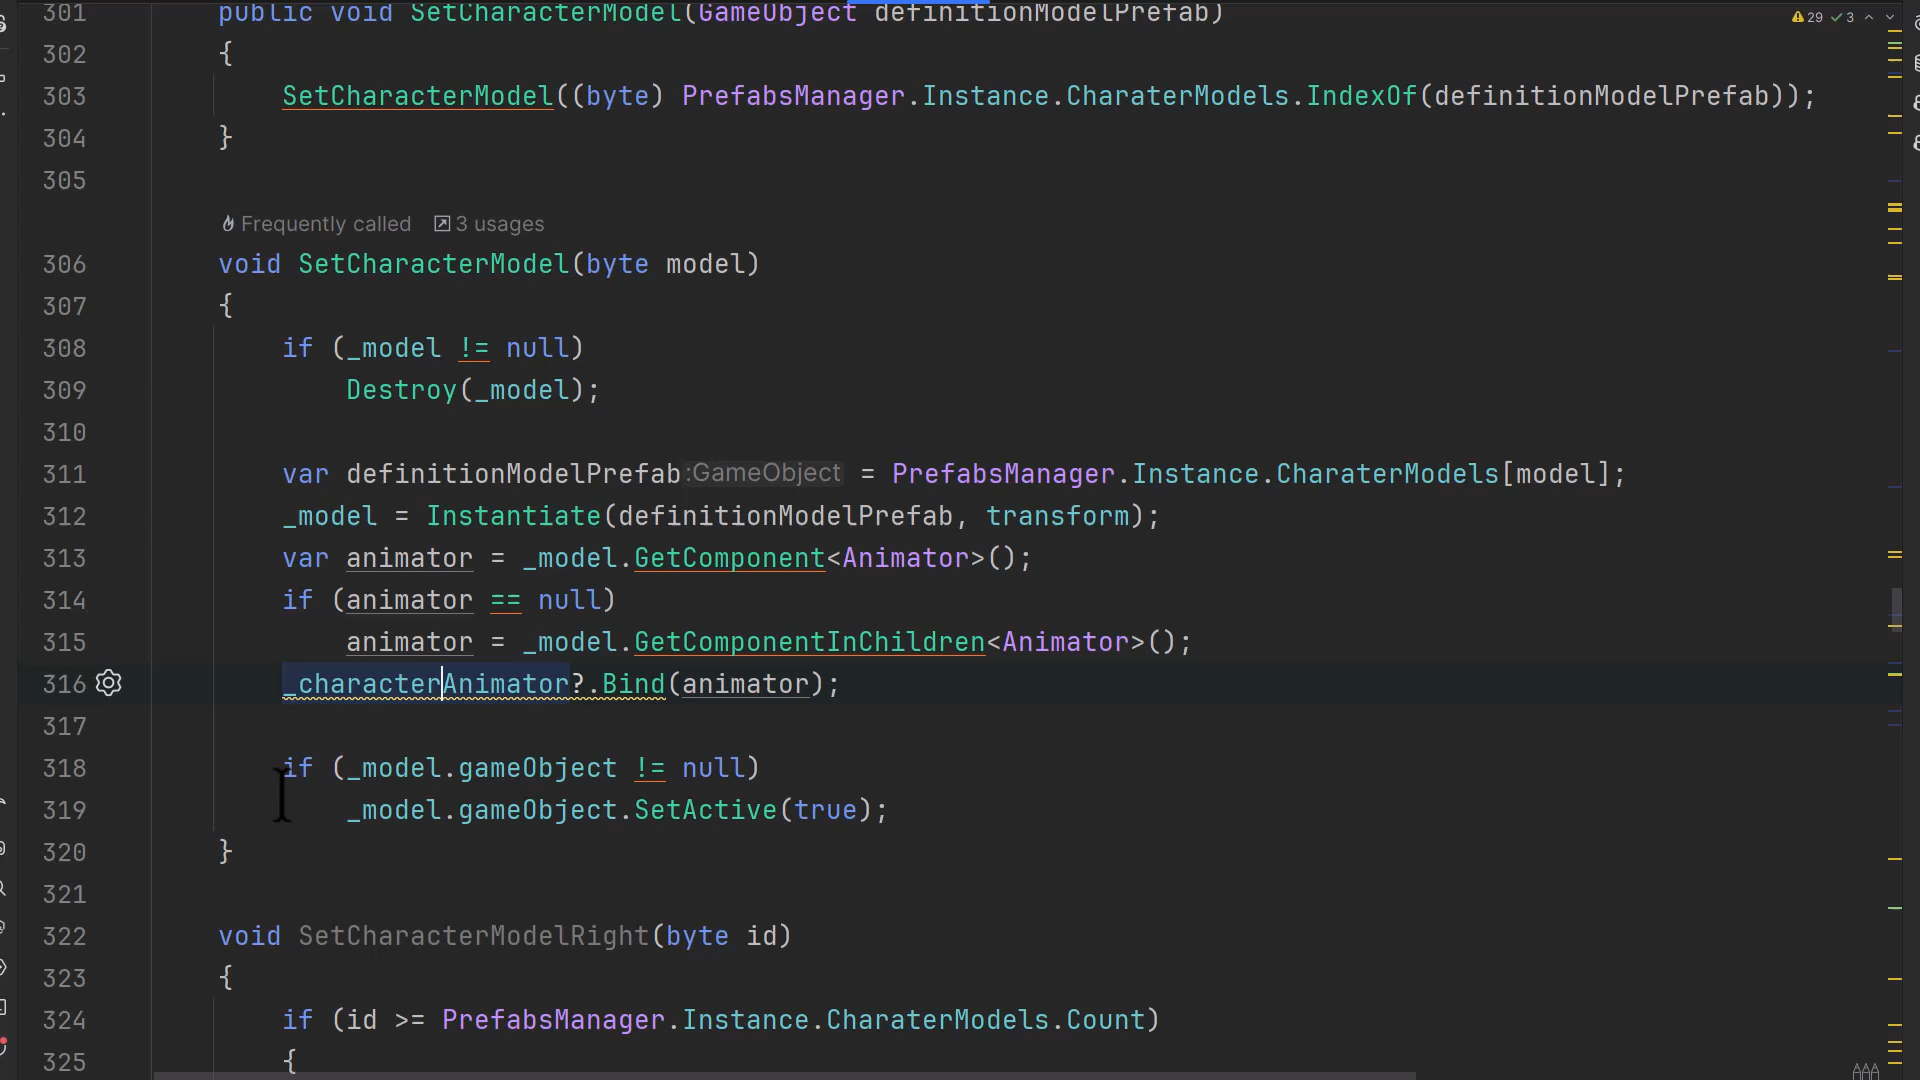 29 3
301 public void SetCharacterModel(GameObject definitionModelPrefab)
302 {
303 SetCharacterModel((byte) PrefabsManager.Instance.CharaterModels.IndexOf(definitionModelPrefab));
304 }
305
Frequently called 3 usages
306 void SetCharacterModel(byte model)
307 {
308 if (_model != null)
309 Destroy(_model);
310
311 var definitionModelPrefab :GameObject = PrefabsManager.Instance.CharaterModels[model];
312 _model = Instantiate(definitionModelPrefab, transform);
313 var animator = _model.GetComponent<Animator>();
314 if (animator == null)
315 animator = _model.GetComponentInChildren<Animator>();
316 _characterAnimator?.Bind(animator);
317
318 if (_model.gameObject != null)
319 _model.gameObject.SetActive(true);
320 }
321
322 void SetCharacterModelRight(byte id)
323 {
324 if (id >= PrefabsManager.Instance.CharaterModels.Count)
325 {